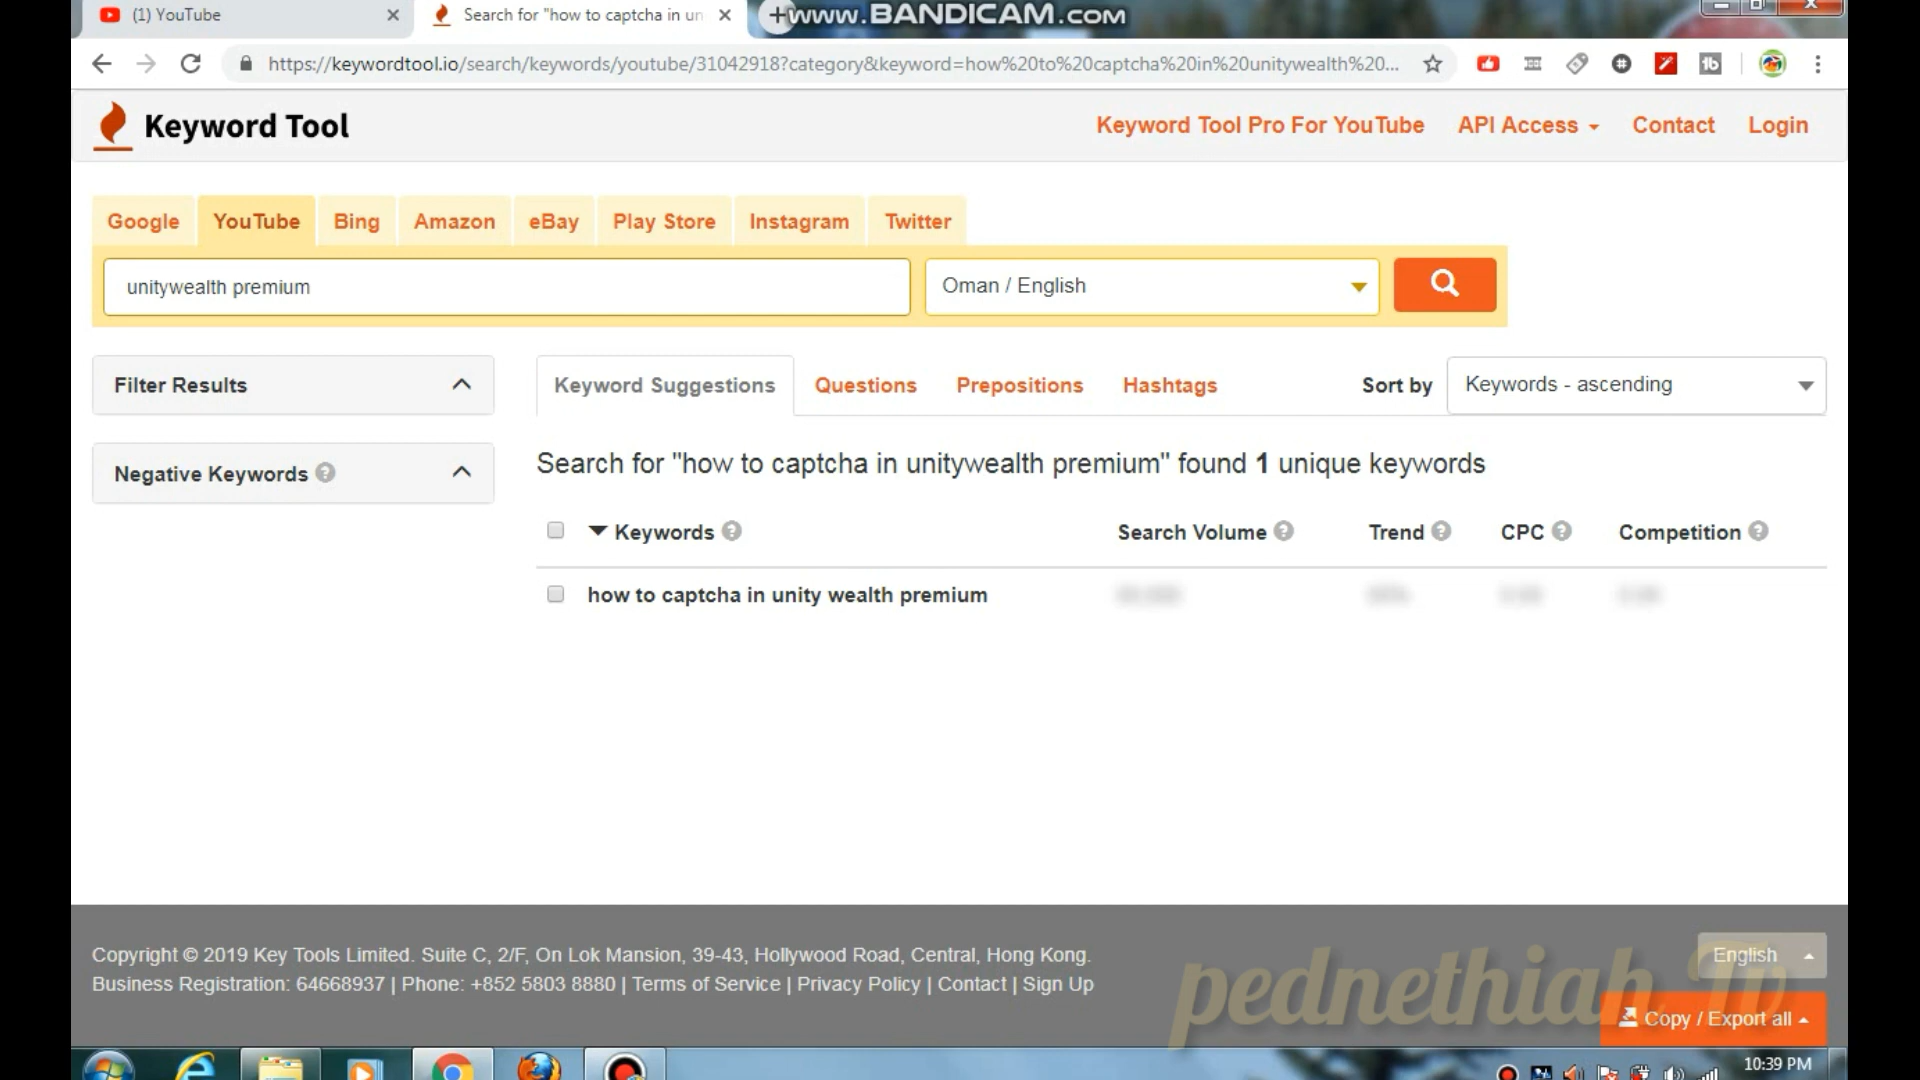 (1) YouTube
Search for "how to captcha in un
www.BANDICAM.com
https://keywordtool.io/search/keywords/youtube/31042918?category&keyword=how%20to%20captcha%20in%20unitywealth%20...
Keyword Tool
Keyword Tool Pro For YouTube
API Access
Contact
Login
Google
YouTube
Bing
Amazon
eBay
Play Store
Instagram
Twitter
unitywealth premium
Oman / English
Filter Results
Keyword Suggestions
Questions
Prepositions
Hashtags
Sort by
Keywords - ascending
Negative Keywords ?
Search for "how to captcha in unitywealth premium" found 1 unique keywords
Keywords ?
Search Volume ?
Trend ?
CPC ?
Competition ?
how to captcha in unity wealth premium
Copyright © 2019 Key Tools Limited. Suite C, 2/F, On Lok Mansion, 39-43, Hollywood Road, Central, Hong Kong.
Business Registration: 64668937 | Phone: +852 5803 8880 | Terms of Service | Privacy Policy | Contact | Sign Up
English
pednethiah Tv
Copy / Export all
10:39 PM